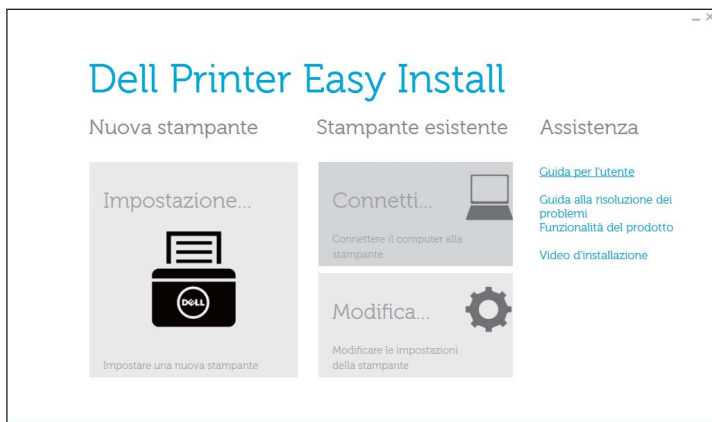 Dell Printer Easy Install
Nuova stampante
Stampante esistente
Assistenza
Impostazione...
DELL
Impostare una nuova stampante
Connetti...
Connettere il computer alla
stampante
Modifica...
Modificare le impostazioni
della stampante
Guida per l'utente
Guida alla risoluzione dei
problemi
Funzionalità del prodotto
Video d'installazione